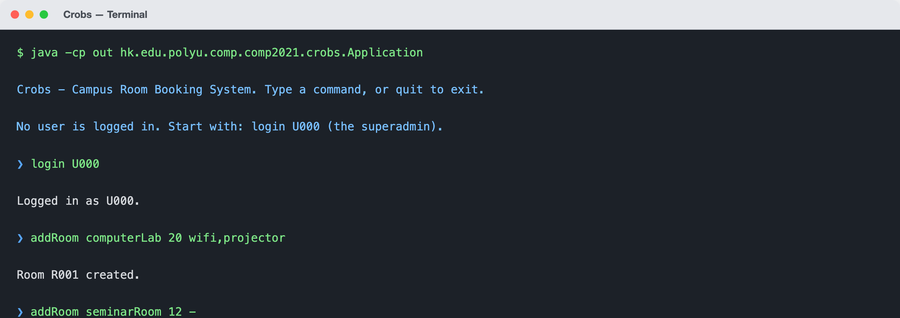 Crobs — Terminal
$ java -cp out hk.edu.polyu.comp.comp2021.crobs.Application
Crobs - Campus Room Booking System. Type a command, or quit to exit.
No user is logged in. Start with: login U000 (the superadmin).
❯ login U000
Logged in as U000.
❯ addRoom computerLab 20 wifi,projector
Room R001 created.
❯ addRoom seminarRoom 12 -